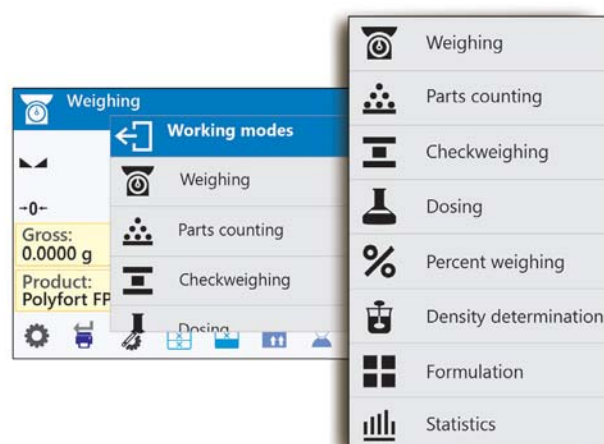 Weighing
Working modes
Weighing
Parts counting
Checkweighing
Dosing
→0←
Gross:
0.0000 g
Product:
Polyfort FP
Weighing
Parts counting
Checkweighing
Dosing
Percent weighing
Density determination
Formulation
Statistics